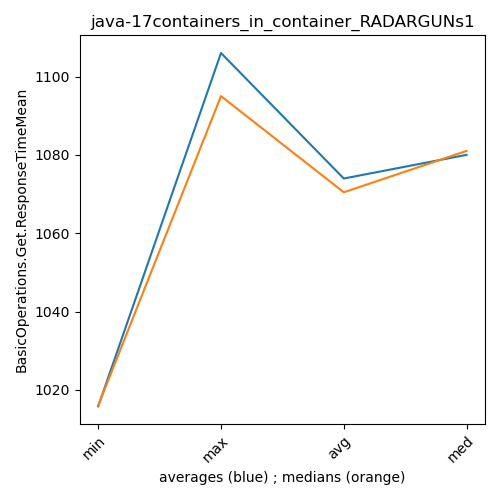 java-17containers_in_container_RADARGUNs1
BasicOperations.Get.ResponseTimeMean
1100
1080
1060
1040
1020
min
max
avg
med
averages (blue) ; medians (orange)